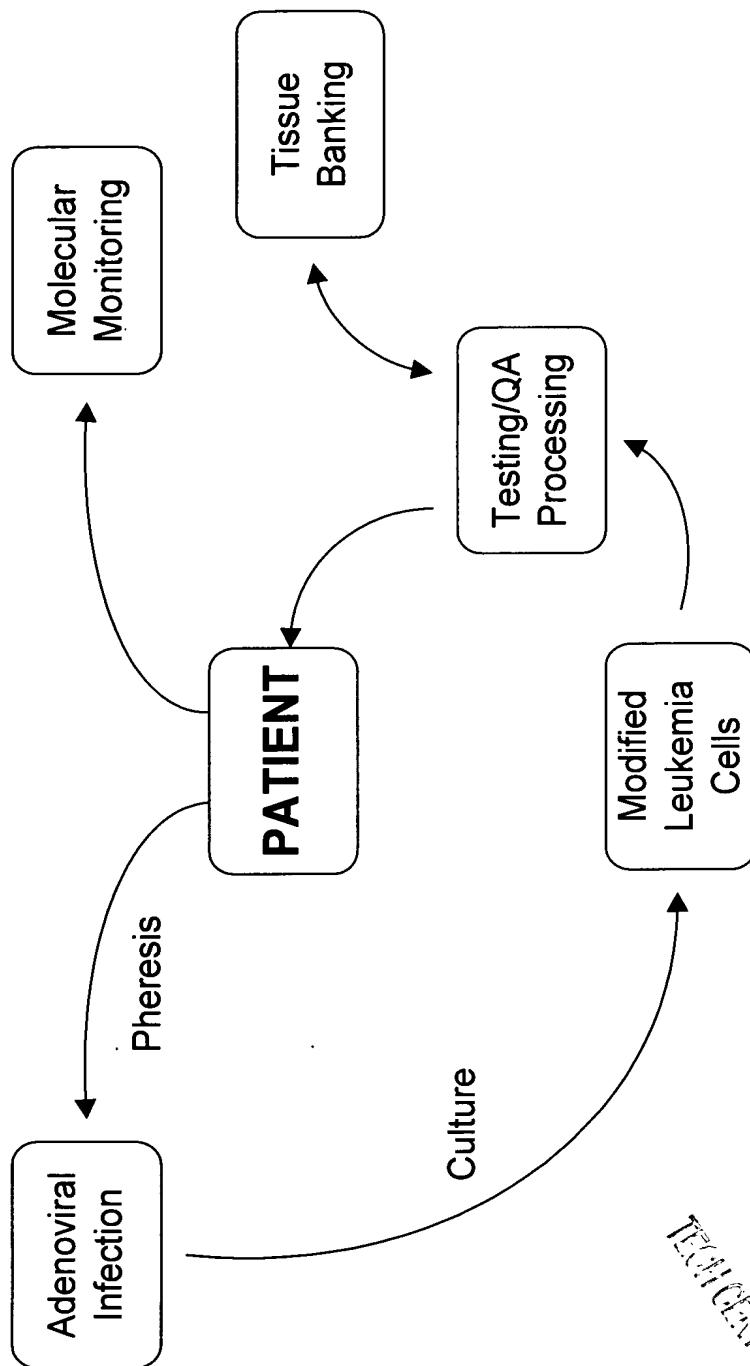 Adenoviral
Infection
Pheresis
PATIENT
Molecular
Monitoring
Tissue
Banking
Testing/QA
Processing
Modified
Leukemia
Cells
Culture